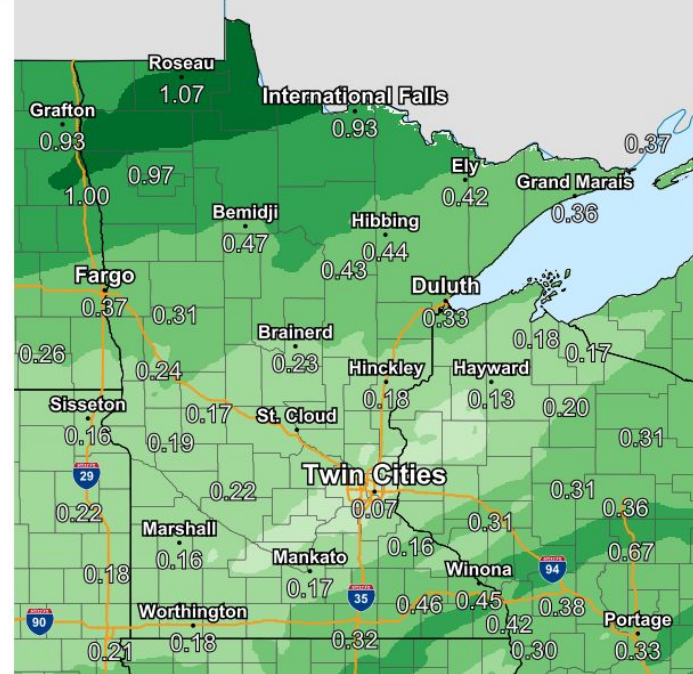 Roseau
1.07
International Falls
0.93
Grafton
0.93
0.37
0.97
Ely
0.42
Grand Marais
0.36
1.00
Bemidji
0.47
Hibbing
0.44
0.43
Fargo
0.37
Duluth
0.33
0.31
0.18
Brainerd
0.23
0.17
0.26
0.24
Hinckley
0.18
Hayward
0.13
Sisseton
0.16
0.17
St. Cloud
0.20
0.19
0.31
29
Twin Cities
0.07
0.22
0.31
0.22
0.36
0.31
Marshall
0.16
0.16
0.67
Mankato
0.17
Winona
0.45
94
0.18
35
0.46
0.38
90
Worthington
0.18
0.42
Portage
0.33
0.32
0.21
0.30